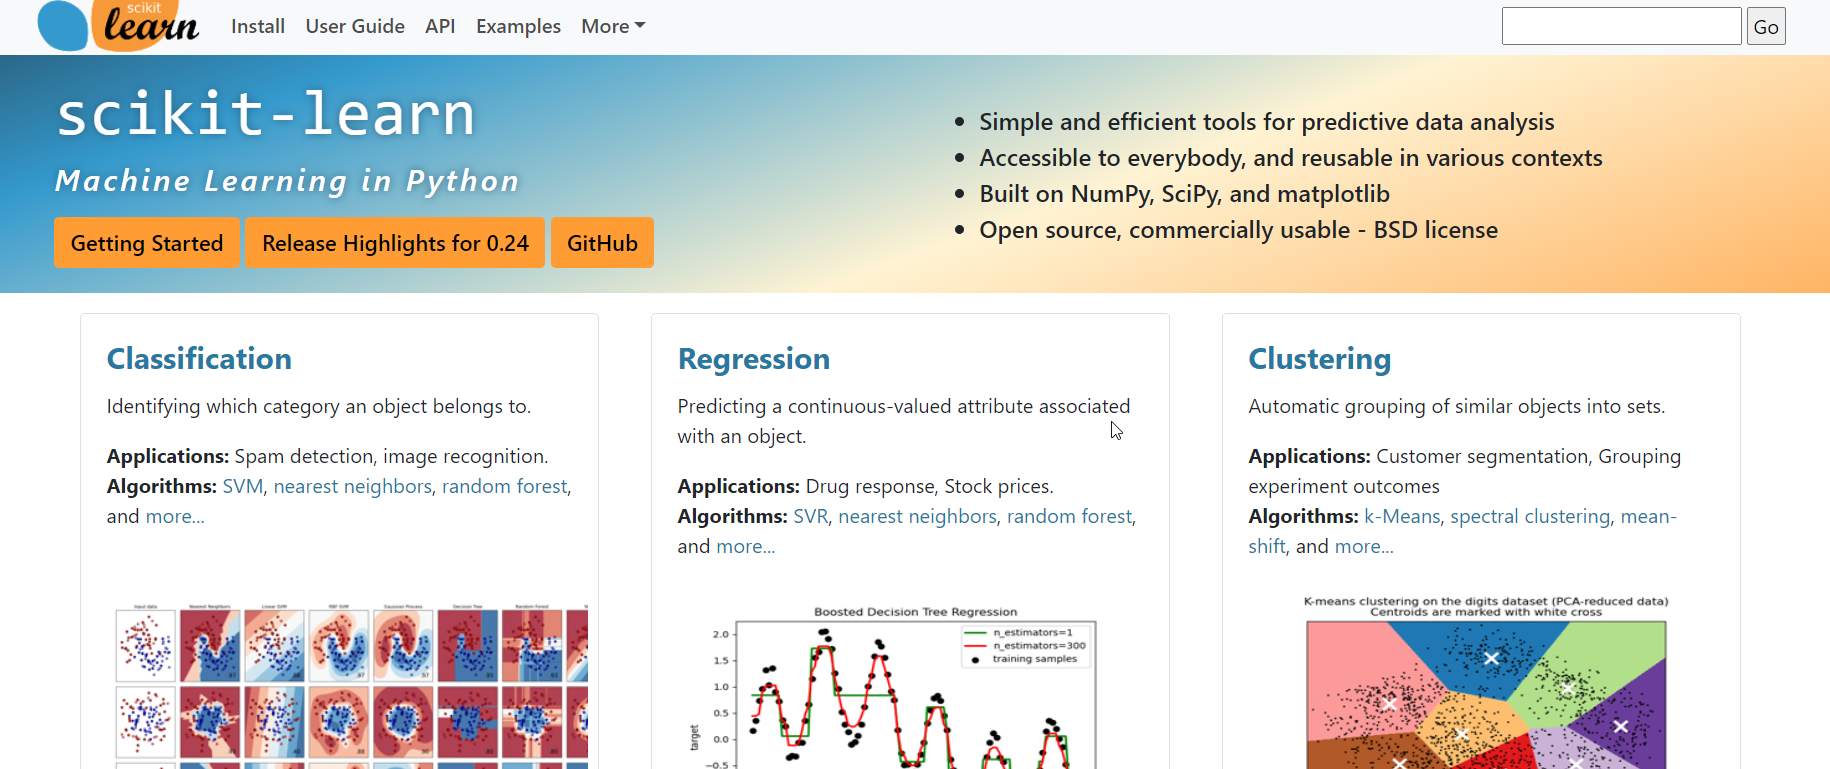 scikit
learn
Install User Guide API Examples More
Go
scikit-learn
Machine Learning in Python
Getting Started Release Highlights for 0.24 GitHub
Simple and efficient tools for predictive data analysis
Accessible to everybody, and reusable in various contexts
Built on NumPy, SciPy, and matplotlib
Open source, commercially usable - BSD license
Classification
Identifying which category an object belongs to.
Applications: Spam detection, image recognition.
Algorithms: SVM, nearest neighbors, random forest,
and more...
Input data Nearest Neighbors Linear SVM RBF SVM Gaussian Process Decision Tree Random Forest
Regression
Predicting a continuous-valued attribute associated
with an object.
Applications: Drug response, Stock prices.
Algorithms: SVR, nearest neighbors, random forest,
and more...
Boosted Decision Tree Regression
n_estimators=1
n_estimators=300
training samples
2.0
1.5
1.0
0.5
0.0
-0.5
target
Clustering
Automatic grouping of similar objects into sets.
Applications: Customer segmentation, Grouping
experiment outcomes
Algorithms: k-Means, spectral clustering, mean-
shift, and more...
K-means clustering on the digits dataset (PCA-reduced data)
Centroids are marked with white cross